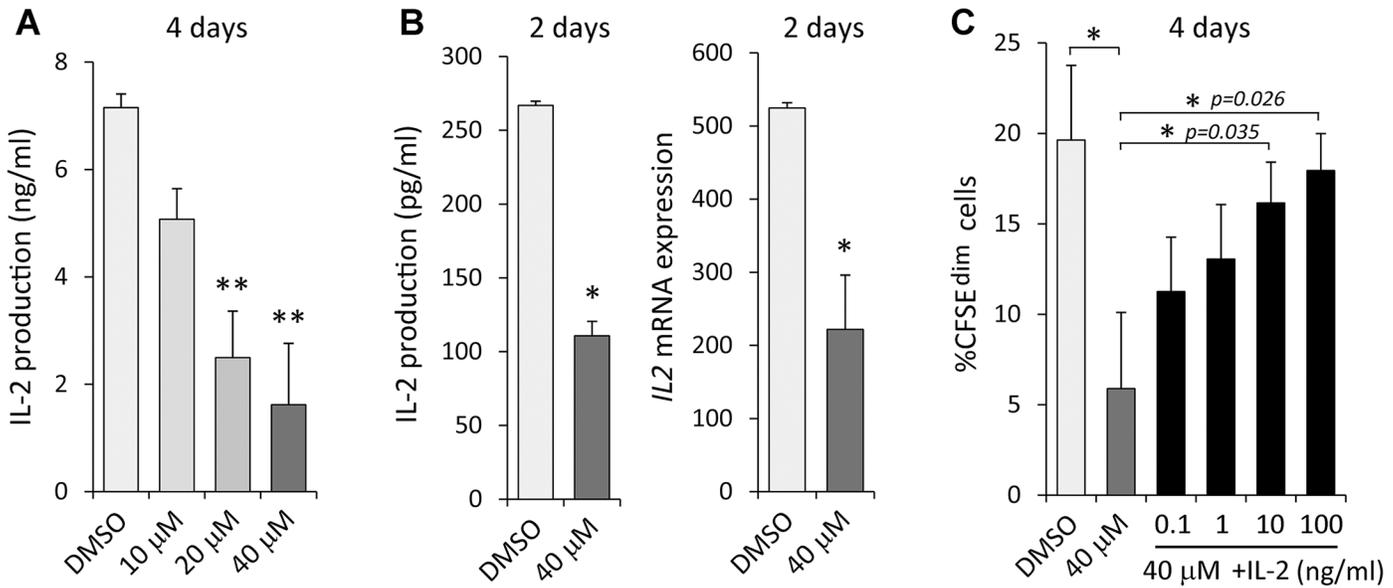 A
4 days
IL-2 production (ng/ml)
8
6
4
2
0
**
**
DMSO
10 µM
20 µM
40 µM
B
2 days
IL-2 production (pg/ml)
300
250
200
150
100
50
0
*
DMSO
40 µM
2 days
IL2 mRNA expression
600
500
400
300
200
100
0
*
DMSO
40 µM
C
4 days
%CFSEdim cells
25
20
15
10
5
0
*
* p=0.026
* p=0.035
DMSO
40 µM
0.1 1 10 100
40 µM +IL-2 (ng/ml)